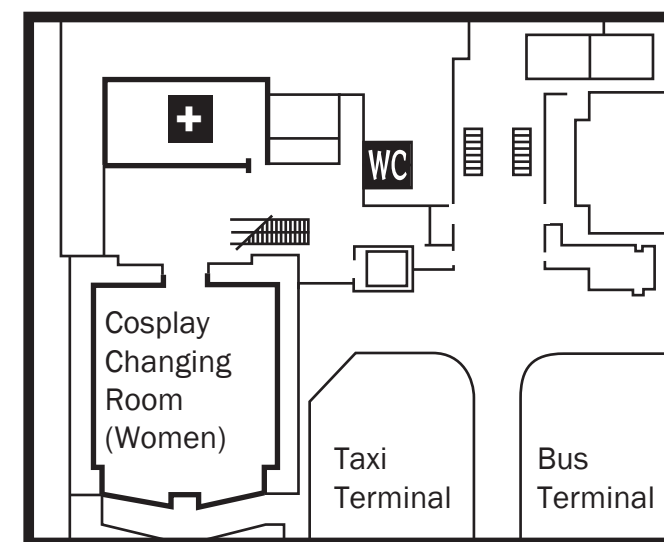 WC
Cosplay
Changing
Room
(Women)
Taxi
Terminal
Bus
Terminal